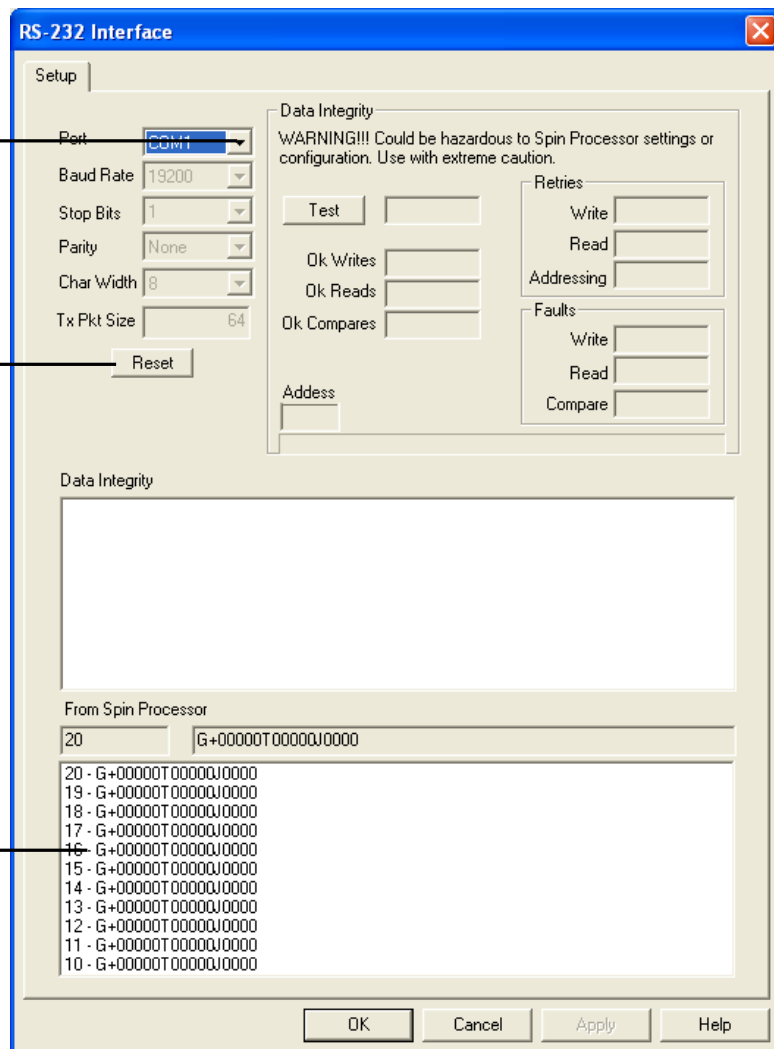 RS-232 Interface
Setup
Port COM1
Baud Rate 19200
Stop Bits 1
Parity None
Char Width 8
Tx Pkt Size 64
Reset
Data Integrity
WARNING!!! Could be hazardous to Spin Processor settings or
configuration. Use with extreme caution.
Test
Ok Writes
Ok Reads
Ok Compares
Addess
Retries
Write
Read
Addressing
Faults
Write
Read
Compare
Data Integrity
From Spin Processor
20 G+00000T00000J0000
20 - G+00000T00000J0000
19 - G+00000T00000J0000
18 - G+00000T00000J0000
17 - G+00000T00000J0000
16 - G+00000T00000J0000
15 - G+00000T00000J0000
14 - G+00000T00000J0000
13 - G+00000T00000J0000
12 - G+00000T00000J0000
11 - G+00000T00000J0000
10 - G+00000T00000J0000
OK Cancel Apply Help